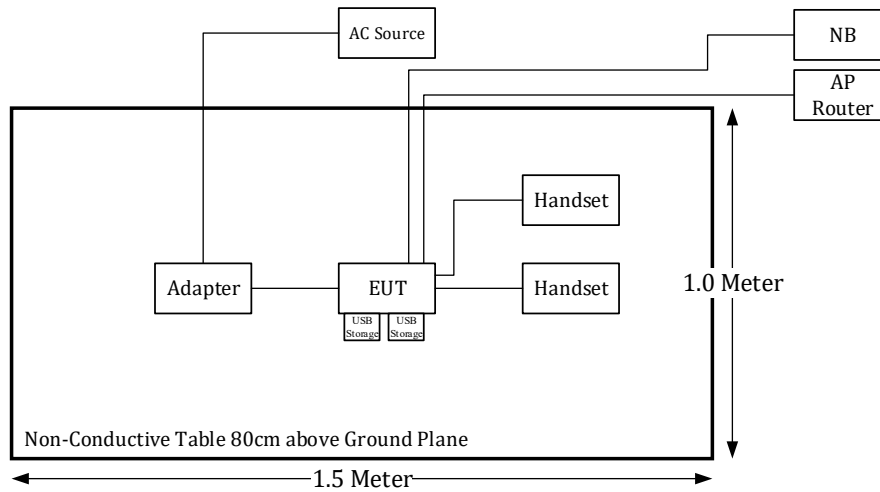 AC Source
NB
AP
Router
Handset
Adapter
EUT
Handset
1.0 Meter
USB
Storage
USB
Storage
Non-Conductive Table 80cm above Ground Plane
1.5 Meter